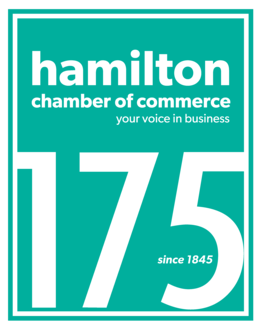 hamilton
chamber of commerce
your voice in business
175
since 1845